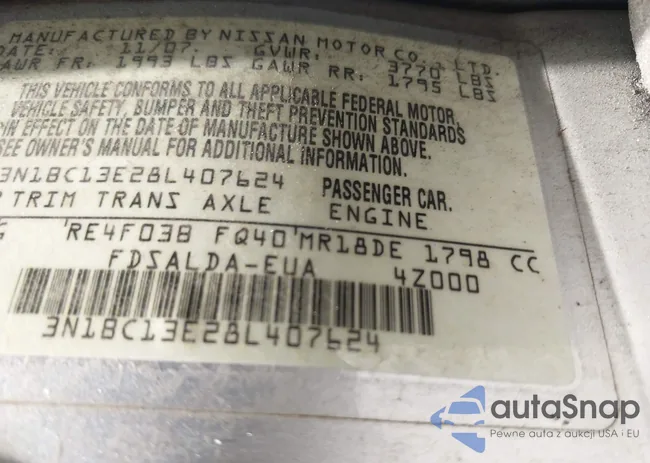 MANUFACTURED BY NISSAN MOTOR CO., LTD.
DATE: 11/07 GVWR: 3770 LBS
GAWR FR: 1993 LBS GAWR RR: 1795 LBS
THIS VEHICLE CONFORMS TO ALL APPLICABLE FEDERAL MOTOR
VEHICLE SAFETY, BUMPER AND THEFT PREVENTION STANDARDS
IN EFFECT ON THE DATE OF MANUFACTURE SHOWN ABOVE.
SEE OWNER'S MANUAL FOR ADDITIONAL INFORMATION.
3N1BC13E28L407624 PASSENGER CAR.
TRIM TRANS AXLE ENGINE
G RE4F03B FQ40 MR18DE 1798 CC
FDSALDA-EUA 4Z000
3N1BC13E28L407624
autaSnap
Pewne auta z aukcji USA i EU